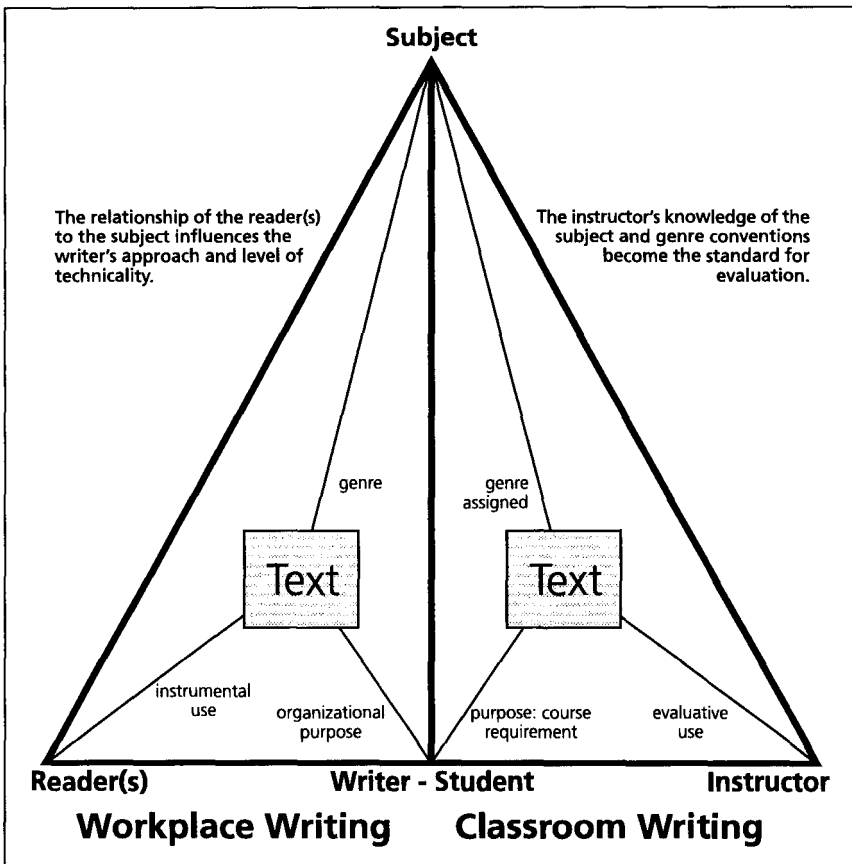 Subject
The relationship of the reader(s)
to the subject influences the
writer's approach and level of
technicality.
The instructor's knowledge of the
subject and genre conventions
become the standard for
evaluation.
genre
genre
assigned
Text
Text
instrumental
use
organizational
purpose
purpose: course
requirement
evaluative
use
Reader(s)
Writer - Student
Instructor
Workplace Writing
Classroom Writing